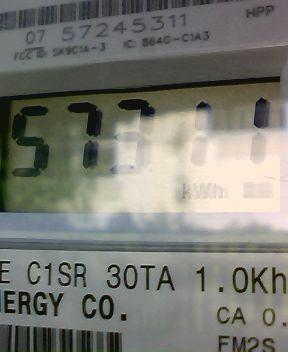 HPP
07 57245311
FCC ID: SK9C1A-3 IC: 864G-C1A3
57311
kWh
E C1SR 30TA 1.0Kh
ERGY CO.
CA 0.
FM2S